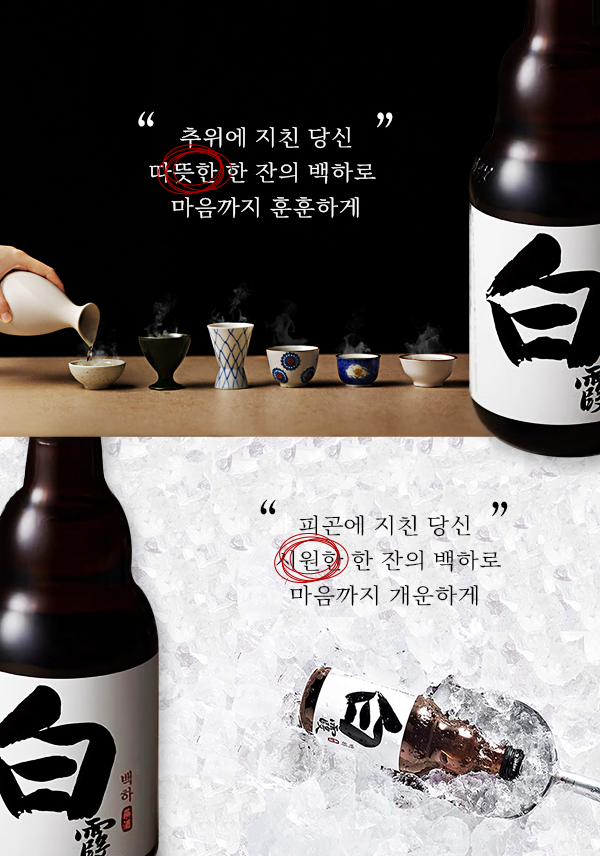 “ 추위에 지친 당신 ”
따뜻한 한 잔의 백하로
마음까지 훈훈하게
白
霞
“ 피곤에 지친 당신 ”
시원한 한 잔의 백하로
마음까지 개운하게
白
霞
백하
白
霞